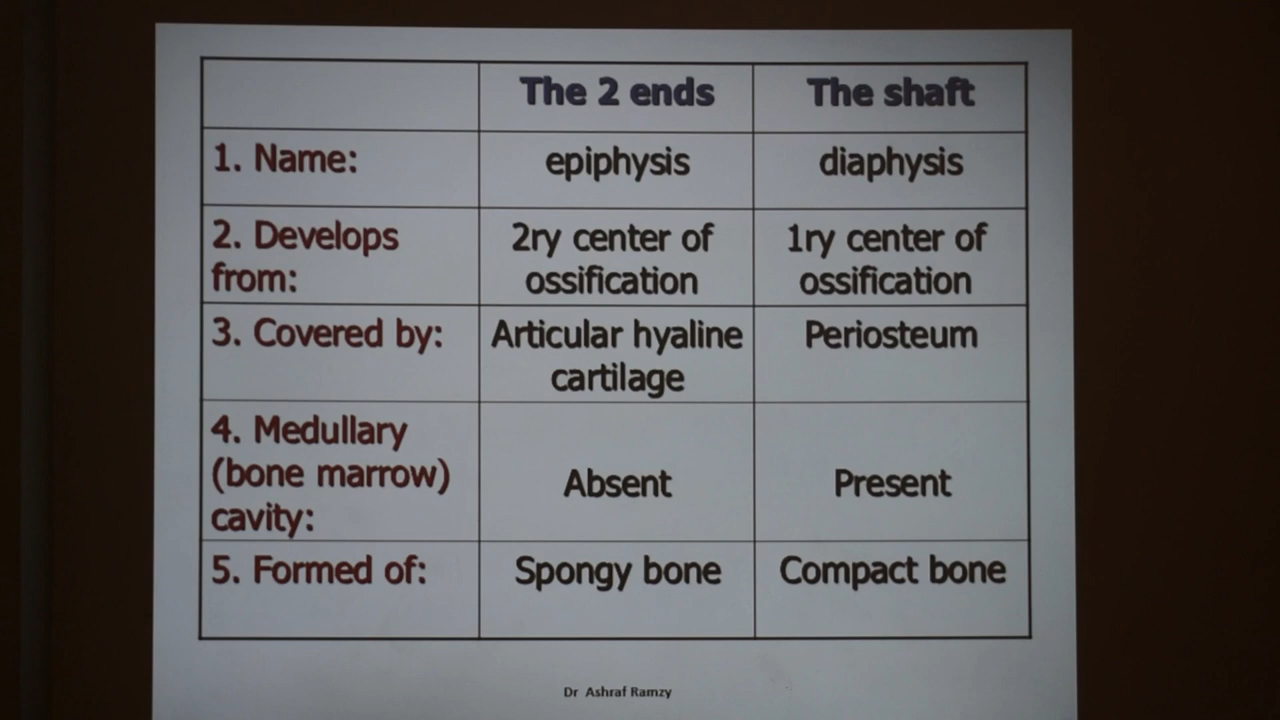 The 2 ends
The shaft
1. Name:
epiphysis
diaphysis
2. Develops
from:
2ry center of
ossification
1ry center of
ossification
3. Covered by:
Articular hyaline
cartilage
Periosteum
4. Medullary
(bone marrow)
cavity:
Absent
Present
5. Formed of:
Spongy bone
Compact bone
Dr Ashraf Ramzy